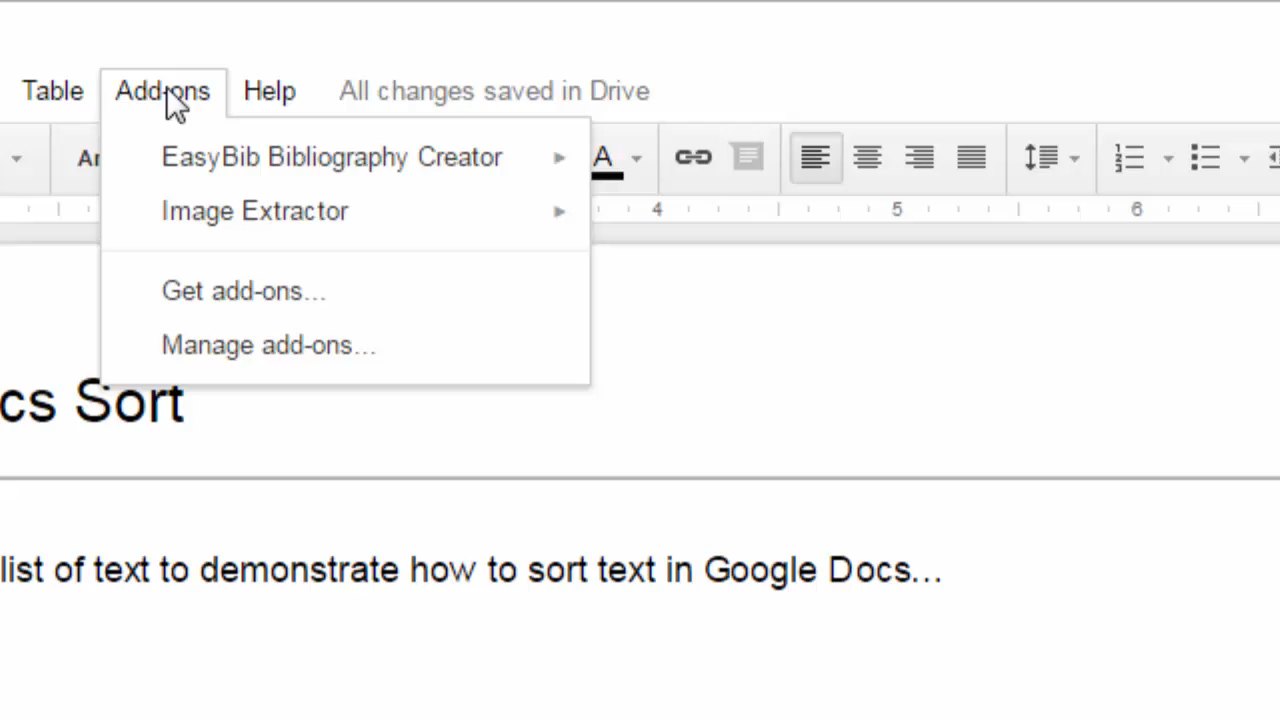 Table Add-ons Help All changes saved in Drive
EasyBib Bibliography Creator
A
Image Extractor
4 5 6
Get add-ons...
Manage add-ons...
cs Sort
list of text to demonstrate how to sort text in Google Docs...